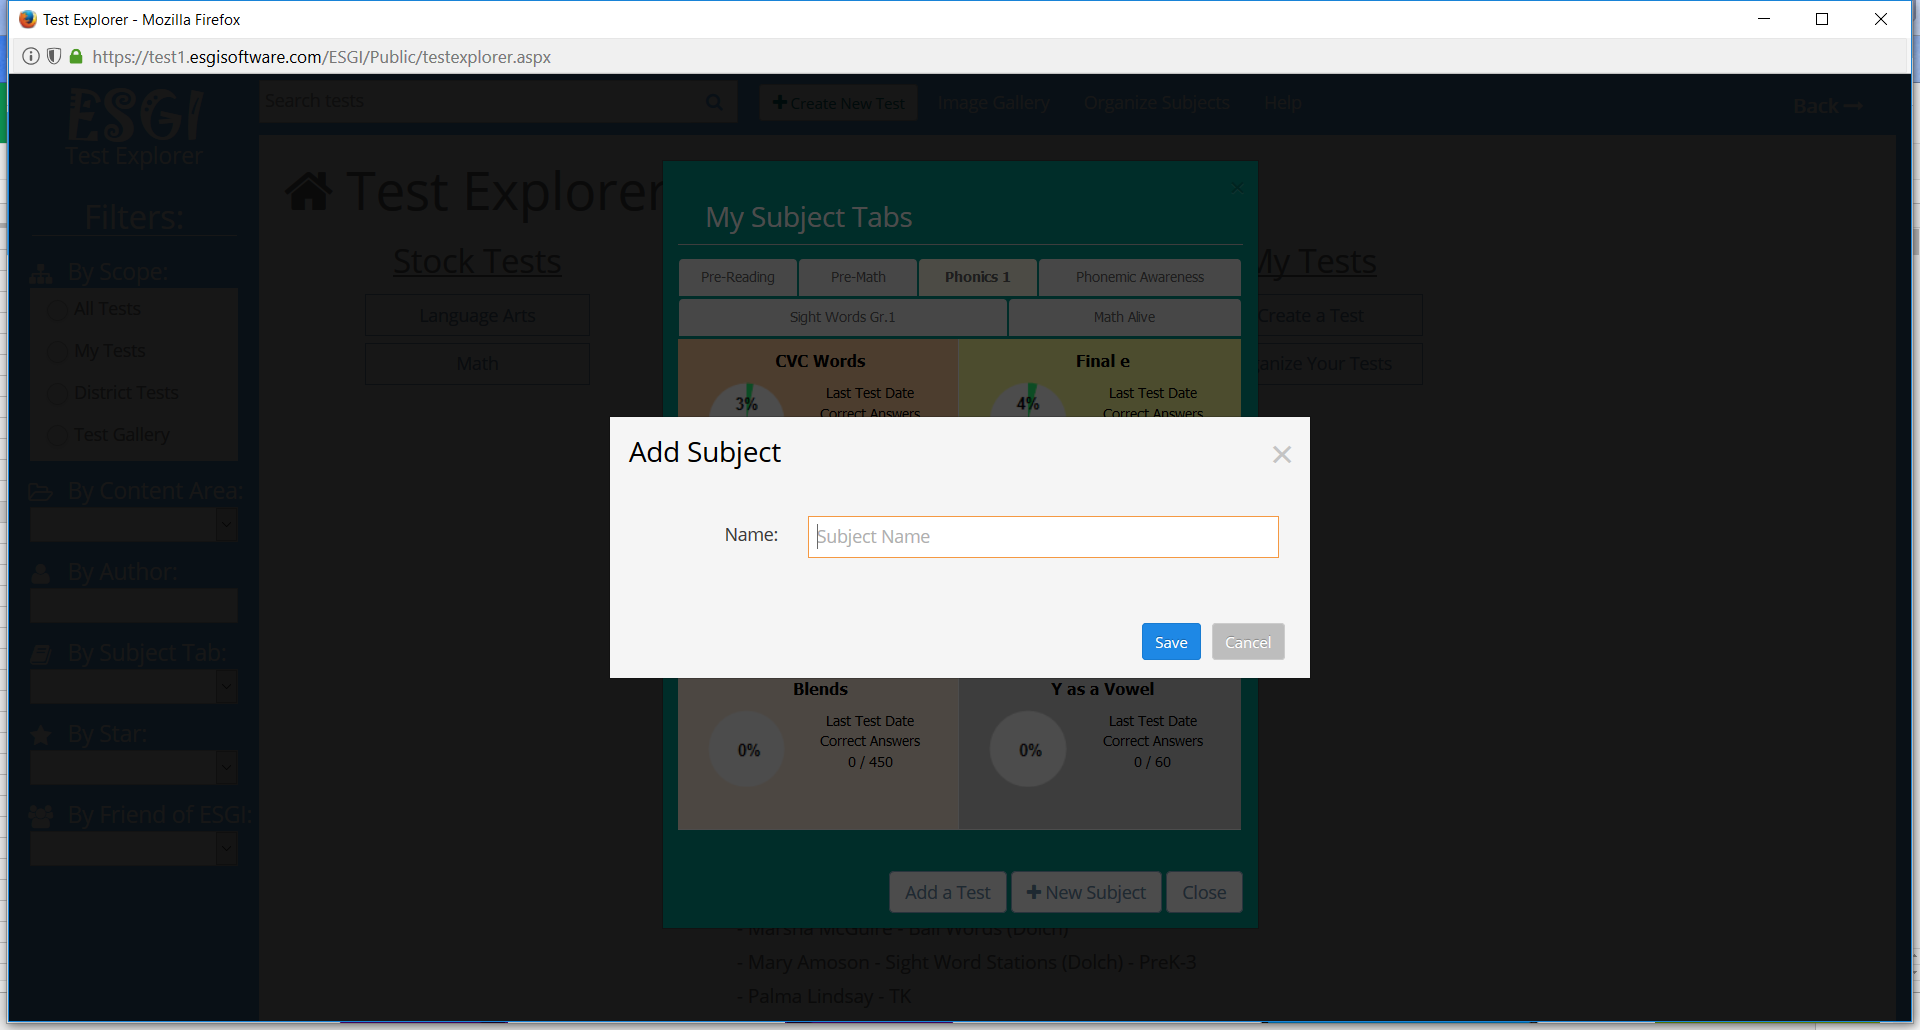 Test Explorer - Mozilla Firefox
https://test1.esgisoftware.com/ESGI/Public/testexplorer.aspx
ESGI
Test Explorer
Search tests
Create New Test
Image Gallery
Organize Subjects
Help
Back
Filters:
By Scope:
All Tests
My Tests
District Tests
Test Gallery
By Content Area:
By Author:
By Subject Tab:
By Star:
By Friend of ESGI:
Test Explorer
Stock Tests
Language Arts
Math
My Tests
Create a Test
anize Your Tests
My Subject Tabs
Pre-Reading
Pre-Math
Phonics 1
Phonemic Awareness
Sight Words Gr.1
Math Alive
CVC Words
3%
Last Test Date
Correct Answers
Final e
4%
Last Test Date
Correct Answers
Add Subject
Name:
Subject Name
Save
Cancel
Blends
0%
Last Test Date
Correct Answers
0 / 450
Y as a Vowel
0%
Last Test Date
Correct Answers
0 / 60
Add a Test
New Subject
Close
- Marsha McGuire - Ball Words (Dolch)
- Mary Amoson - Sight Word Stations (Dolch) - PreK-3
- Palma Lindsay - TK